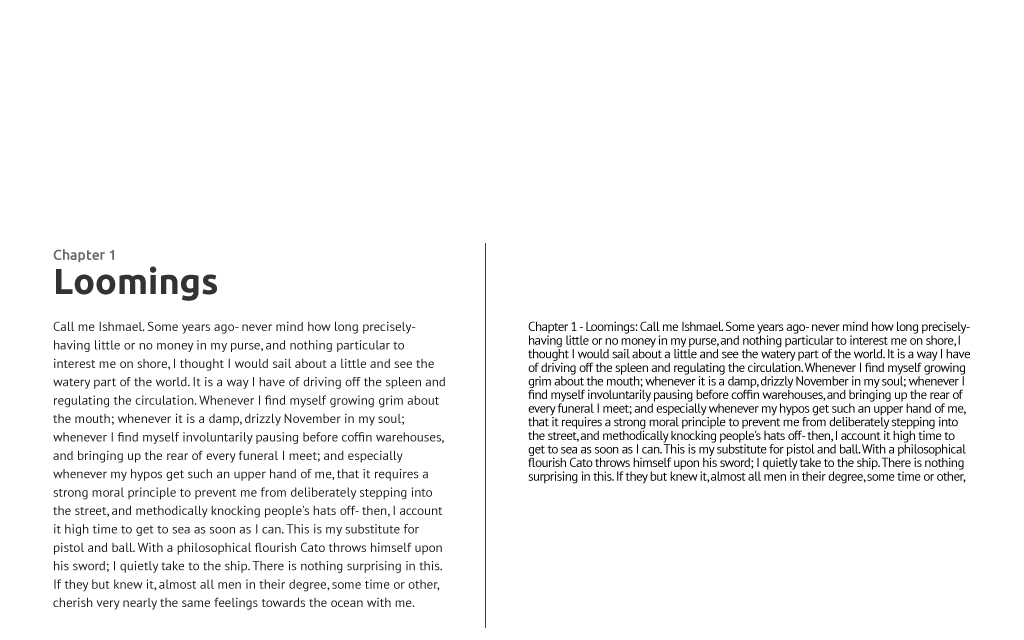 Chapter 1
Loomings
Call me Ishmael. Some years ago- never mind how long precisely-
having little or no money in my purse, and nothing particular to
interest me on shore, I thought I would sail about a little and see the
watery part of the world. It is a way I have of driving off the spleen and
regulating the circulation. Whenever I find myself growing grim about
the mouth; whenever it is a damp, drizzly November in my soul;
whenever I find myself involuntarily pausing before coffin warehouses,
and bringing up the rear of every funeral I meet; and especially
whenever my hypos get such an upper hand of me, that it requires a
strong moral principle to prevent me from deliberately stepping into
the street, and methodically knocking people's hats off- then, I account
it high time to get to sea as soon as I can. This is my substitute for
pistol and ball. With a philosophical flourish Cato throws himself upon
his sword; I quietly take to the ship. There is nothing surprising in this.
If they but knew it, almost all men in their degree, some time or other,
cherish very nearly the same feelings towards the ocean with me.
Chapter 1 - Loomings: Call me Ishmael. Some years ago- never mind how long precisely-
having little or no money in my purse, and nothing particular to interest me on shore, I
thought I would sail about a little and see the watery part of the world. It is a way I have
of driving off the spleen and regulating the circulation. Whenever I find myself growing
grim about the mouth; whenever it is a damp, drizzly November in my soul; whenever I
find myself involuntarily pausing before coffin warehouses, and bringing up the rear of
every funeral I meet; and especially whenever my hypos get such an upper hand of me,
that it requires a strong moral principle to prevent me from deliberately stepping into
the street, and methodically knocking people's hats off- then, I account it high time to
get to sea as soon as I can. This is my substitute for pistol and ball. With a philosophical
flourish Cato throws himself upon his sword; I quietly take to the ship. There is nothing
surprising in this. If they but knew it, almost all men in their degree, some time or other,